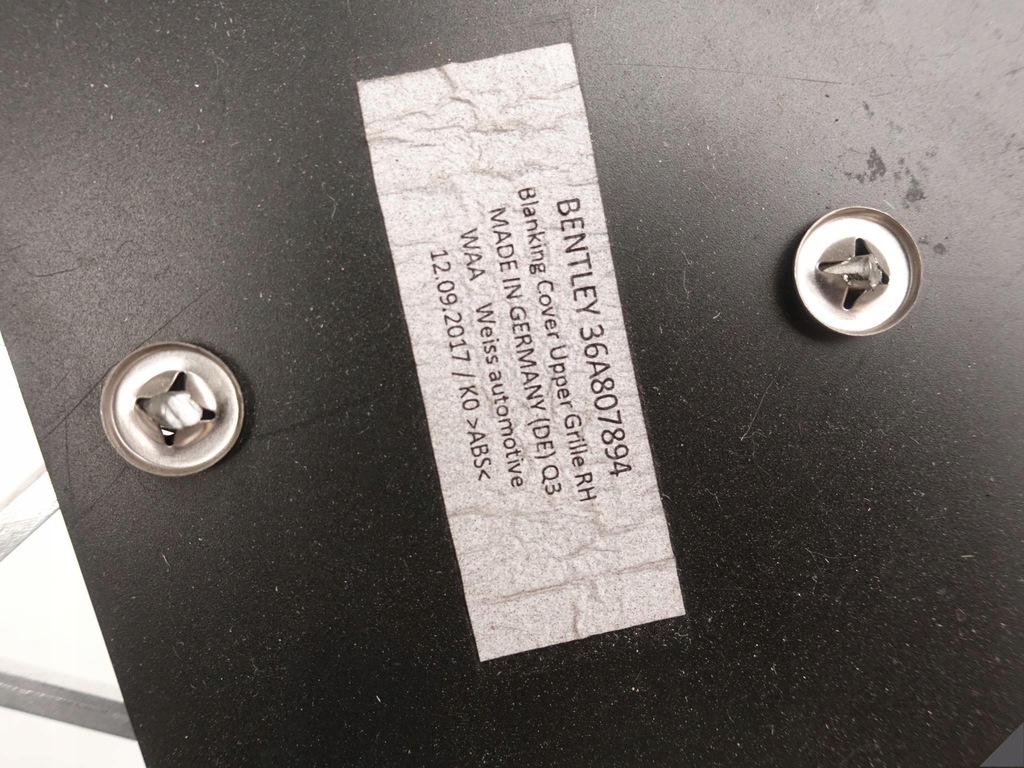 BENTLEY 36A807894
Blanking Cover Upper Grille RH
MADE IN GERMANY (DE) Q3
WAA Weiss automotive
12.09.2017 / K0 >ABS<